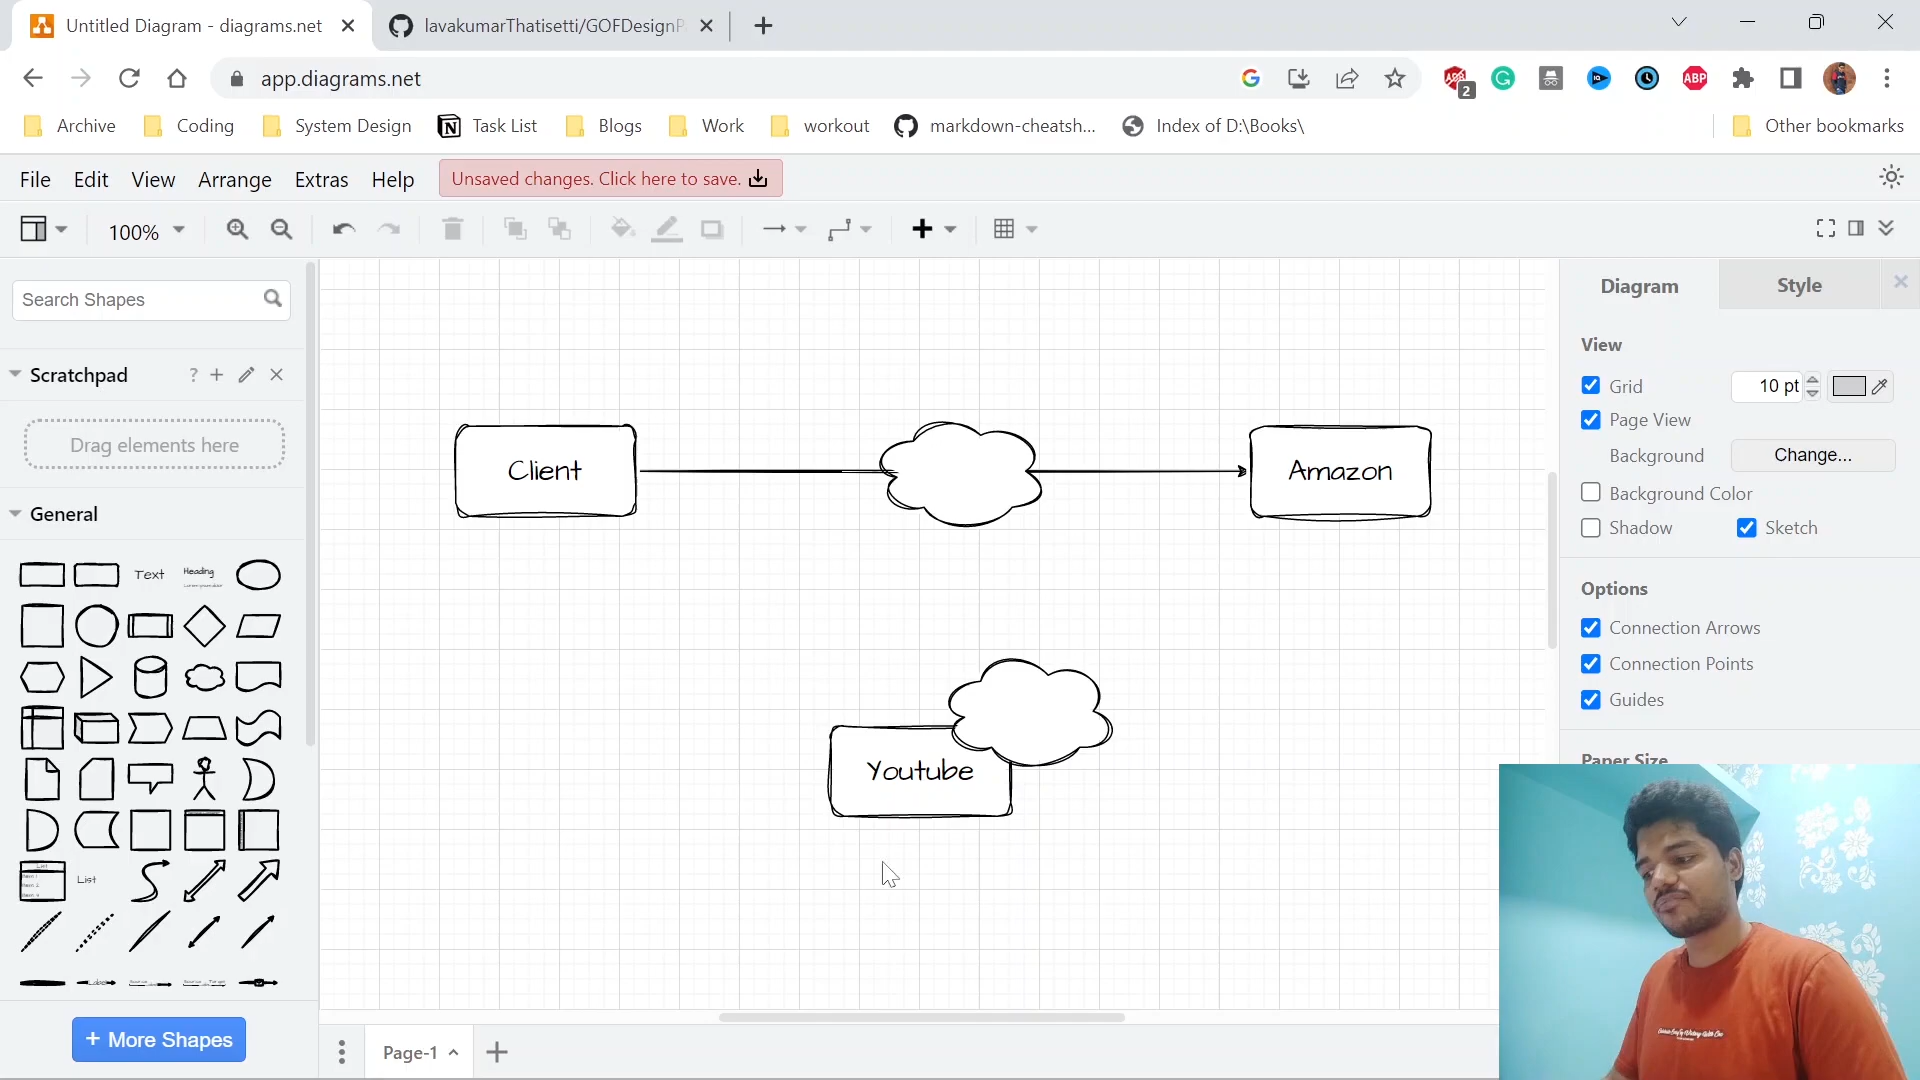 Untitled Diagram - diagrams.net
lavakumarThatisetti/GOFDesignP
app.diagrams.net
2
ABP
Archive
Coding
System Design
Task List
Blogs
Work
workout
markdown-cheatsh...
Index of D:\Books\
Other bookmarks
File Edit View Arrange Extras Help
Unsaved changes. Click here to save.
100%
Search Shapes
Scratchpad
?
Drag elements here
General
Text
Heading
List
List
Label
+ More Shapes
Client
Amazon
Youtube
Page-1
Diagram
Style
View
Grid
10 pt
Page View
Background
Change...
Background Color
Shadow
Sketch
Options
Connection Arrows
Connection Points
Guides
Paper Size